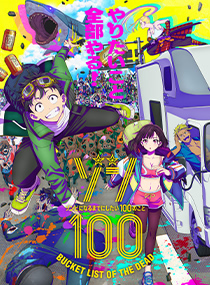 やりたいこと
全部やるぞ!
ゾン
ゾンビになるまでにしたい100のこと
100
BUCKET LIST OF THE DEAD